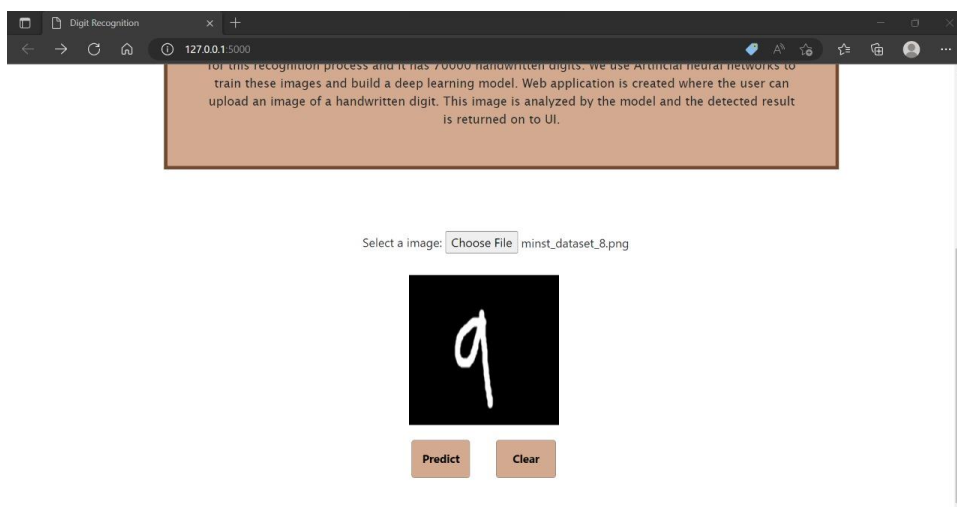 Digit Recognition
127.0.0.1:5000
for this recognition process and it has 70000 handwritten digits. We use Artificial neural networks to
train these images and build a deep learning model. Web application is created where the user can
upload an image of a handwritten digit. This image is analyzed by the model and the detected result
is returned on to UI.
Select a image: Choose File minst_dataset_8.png
9
Predict Clear